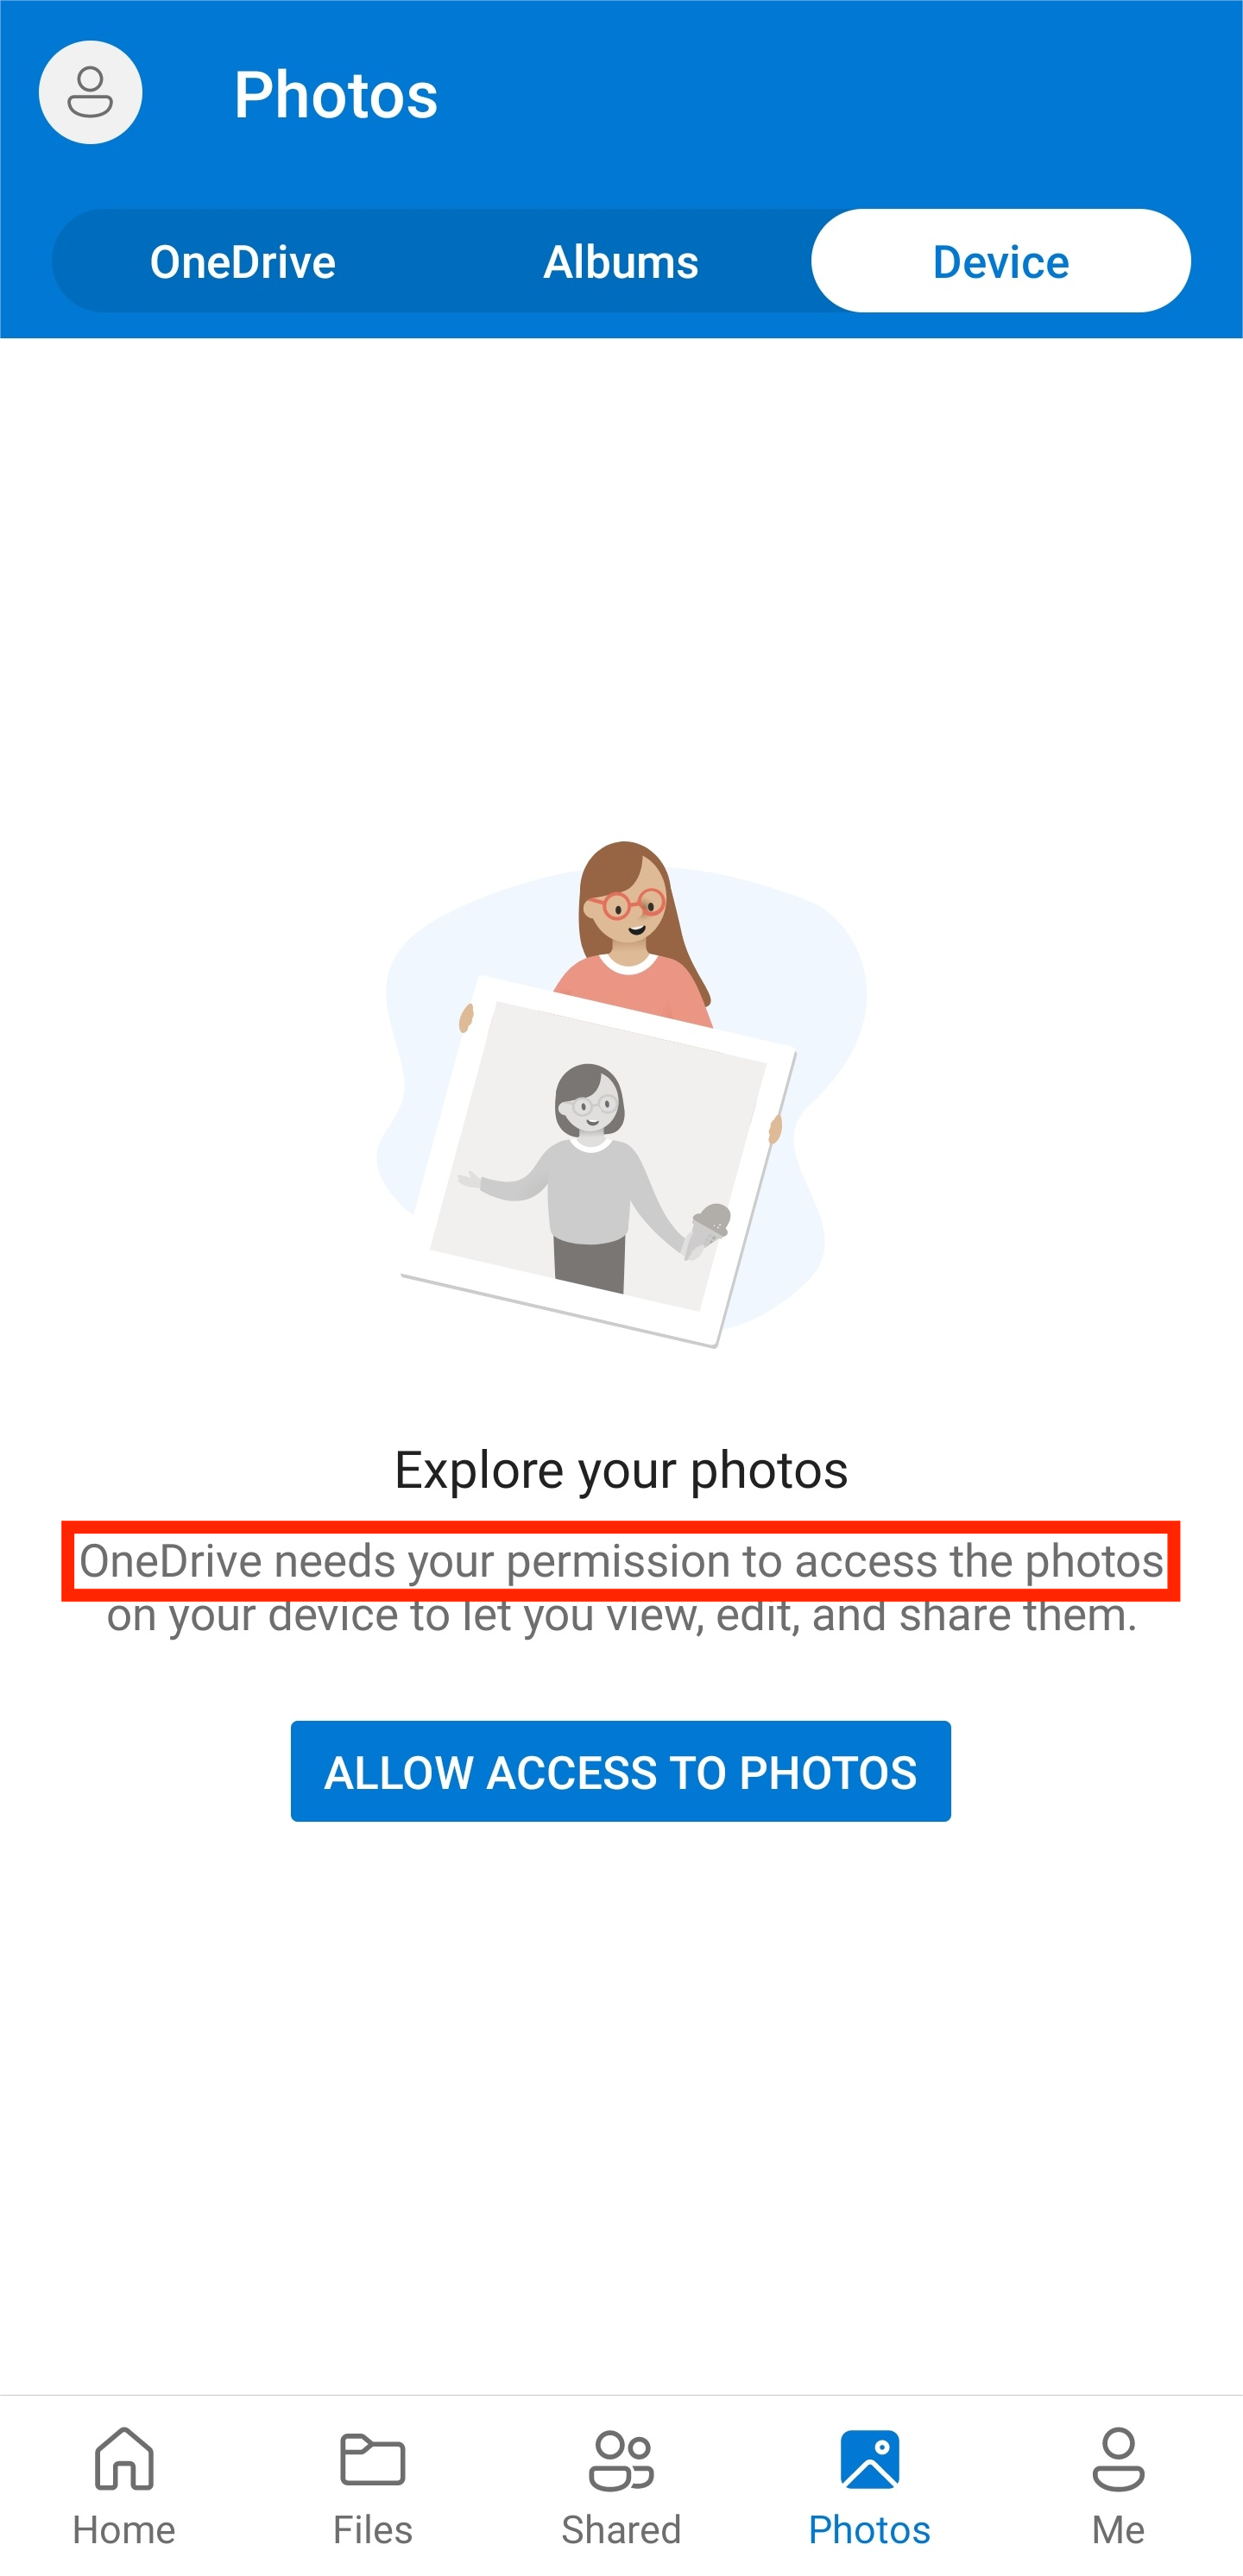 Photos
OneDrive
Albums
Device
Explore your photos
OneDrive needs your permission to access the photos
on your device to let you view, edit, and share them.
ALLOW ACCESS TO PHOTOS
Home
Files
Shared
Photos
Me